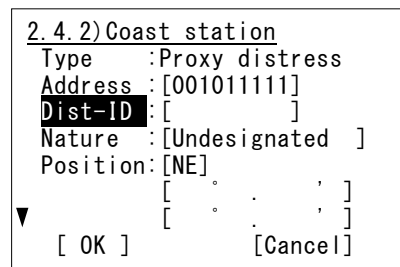 2.4.2)Coast station
Type :Proxy distress
Address :[001011111]
Dist-ID :[ ]
Nature :[Undesignated ]
Position:[NE]
[ ° . ' ]
▼ [ ° . ' ]
[ OK ] [Cancel]